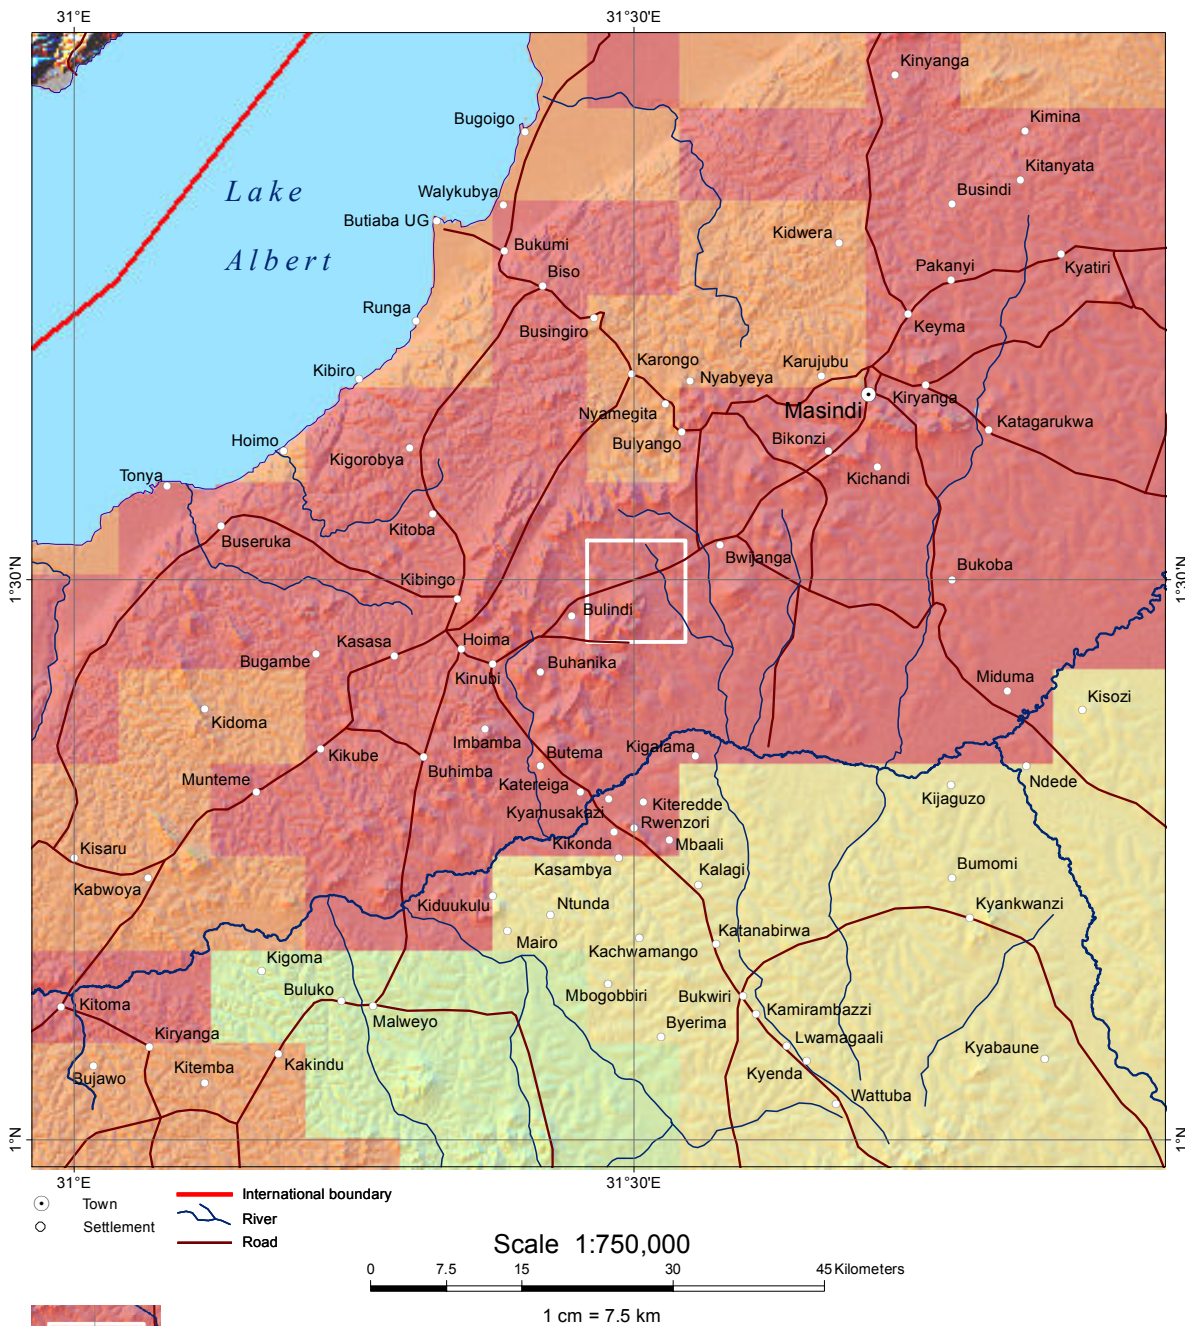 31°E
31°30'E
Kinyanga
Bugoigo
Kimina
Kitanyata
Lake
Walykubya
Busindi
Butiaba UG
Kidwera
Bukumi
Albert
Pakanyi
Kyatiri
Biso
Runga
Busingiro
Keyma
Karongo
Karujubu
Kibiro
Nyabyeya
Kiryanga
Nyamegita
Masindi
Katagarukwa
Hoimo
Bulyango
Bikonzi
Kigorobya
Tonya
Kichandi
Kitoba
Buseruka
Bwijanga
Bukoba
1°30'N
1°30'N
Kibingo
Bulindi
Kasasa
Hoima
Bugambe
Kinubi
Buhanika
Miduma
Kisozi
Kidoma
Imbamba
Kikube
Butema
Kigalama
Munteme
Buhimba
Katereiga
Ndede
Kijaguzo
Kyamusakazi
Kiteredde
Rwenzori
Kikonda
Mbaali
Kisaru
Kasambya
Kalagi
Bumomi
Kabwoya
Kiduukulu
Ntunda
Kyankwanzi
Mairo
Kachwamango
Katanabirwa
Kigoma
Buluko
Mbogobbiri
Bukwiri
Kitoma
Malweyo
Kamirambazzi
Kiryanga
Byerima
Lwamagaali
Kakindu
Kyabaune
Bujawo
Kitemba
Kyenda
Wattuba
1°N
1°N
31°E
31°30'E
Town
Settlement
International boundary
River
Road
Scale 1:750,000
0 7.5 15 30 45 Kilometers
1 cm = 7.5 km